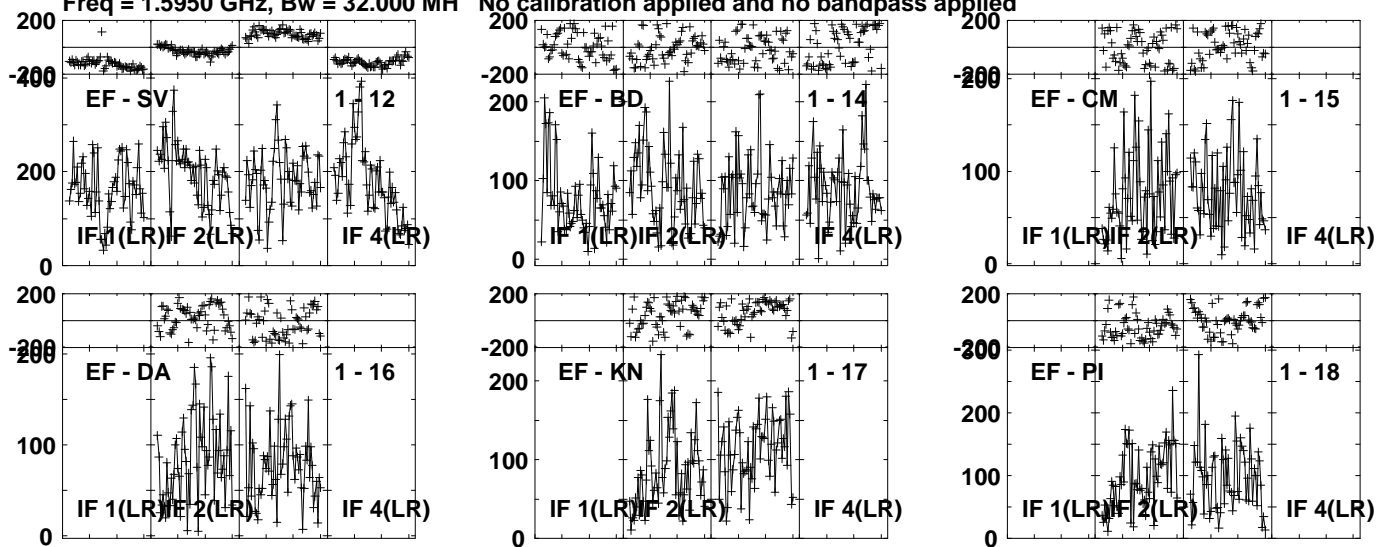 Freq = 1.5950 GHz, Bw = 32.000 MH No calibration applied and no bandpass applied
200
-200
400
200
0
EF - SV
1 - 12
IF 1(LR)
IF 2(LR)
IF 4(LR)
200
-200
200
100
0
EF - BD
1 - 14
IF 1(LR)
IF 2(LR)
IF 4(LR)
200
-200
200
100
0
EF - CM
1 - 15
IF 1(LR)
IF 2(LR)
IF 4(LR)
200
-200
200
100
0
EF - DA
1 - 16
IF 1(LR)
IF 2(LR)
IF 4(LR)
200
-200
200
100
0
EF - KN
1 - 17
IF 1(LR)
IF 2(LR)
IF 4(LR)
200
-200
300
200
100
0
EF - PI
1 - 18
IF 1(LR)
IF 2(LR)
IF 4(LR)